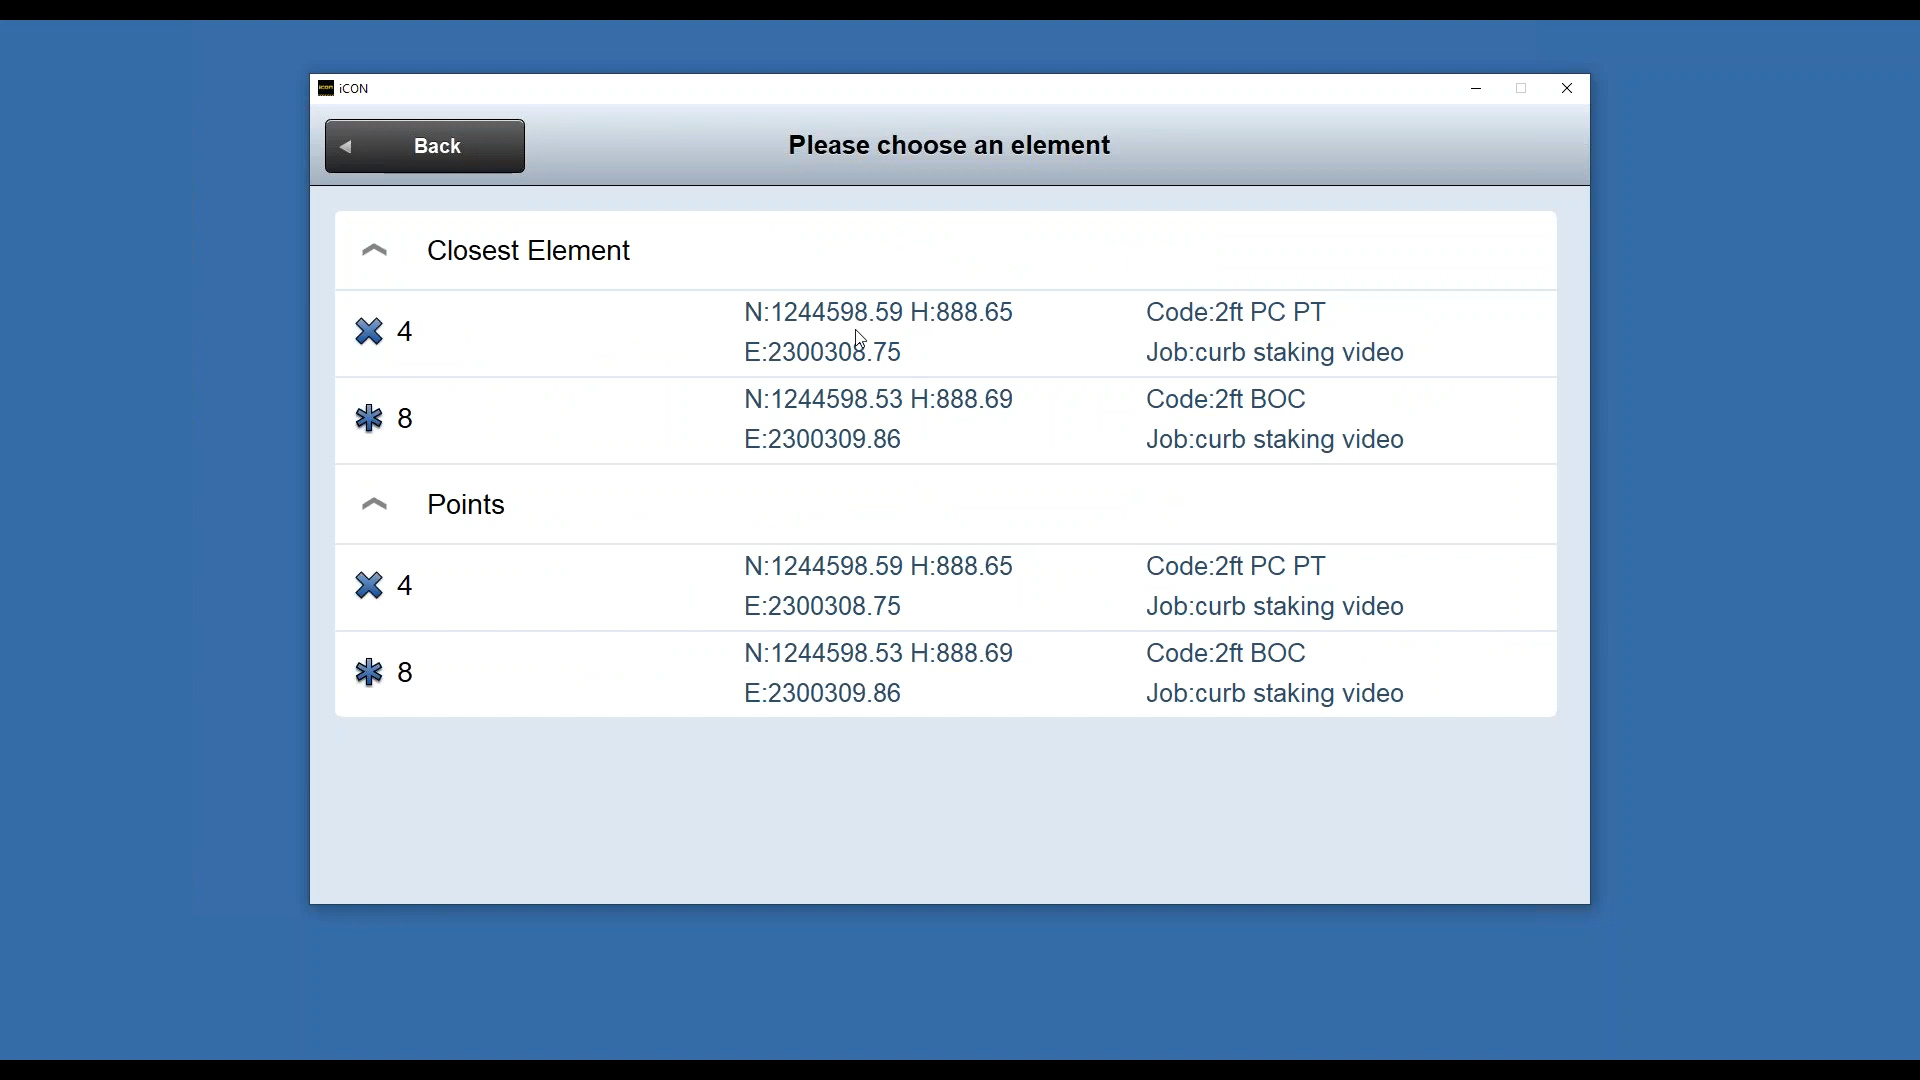 iCON
Back
Please choose an element
Closest Element
4
N:1244598.59 H:888.65
E:2300308.75
Code:2ft PC PT
Job:curb staking video
8
N:1244598.53 H:888.69
E:2300309.86
Code:2ft BOC
Job:curb staking video
Points
4
N:1244598.59 H:888.65
E:2300308.75
Code:2ft PC PT
Job:curb staking video
8
N:1244598.53 H:888.69
E:2300309.86
Code:2ft BOC
Job:curb staking video